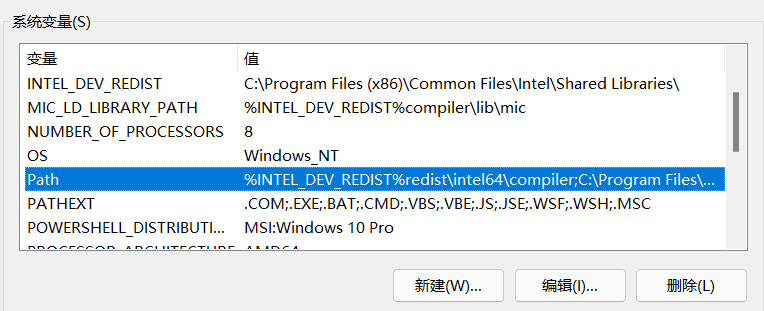 系统变量(S)
变量 值
INTEL_DEV_REDIST C:\Program Files (x86)\Common Files\Intel\Shared Libraries\
MIC_LD_LIBRARY_PATH %INTEL_DEV_REDIST%compiler\lib\mic
NUMBER_OF_PROCESSORS 8
OS Windows_NT
Path %INTEL_DEV_REDIST%redist\intel64\compiler;C:\Program Files\...
PATHEXT .COM;.EXE;.BAT;.CMD;.VBS;.VBE;.JS;.JSE;.WSF;.WSH;.MSC
POWERSHELL_DISTRIBUTI... MSI:Windows 10 Pro
PROCESSOR_ARCHITECTURE AMD64
新建(W)... 编辑(I)... 删除(L)